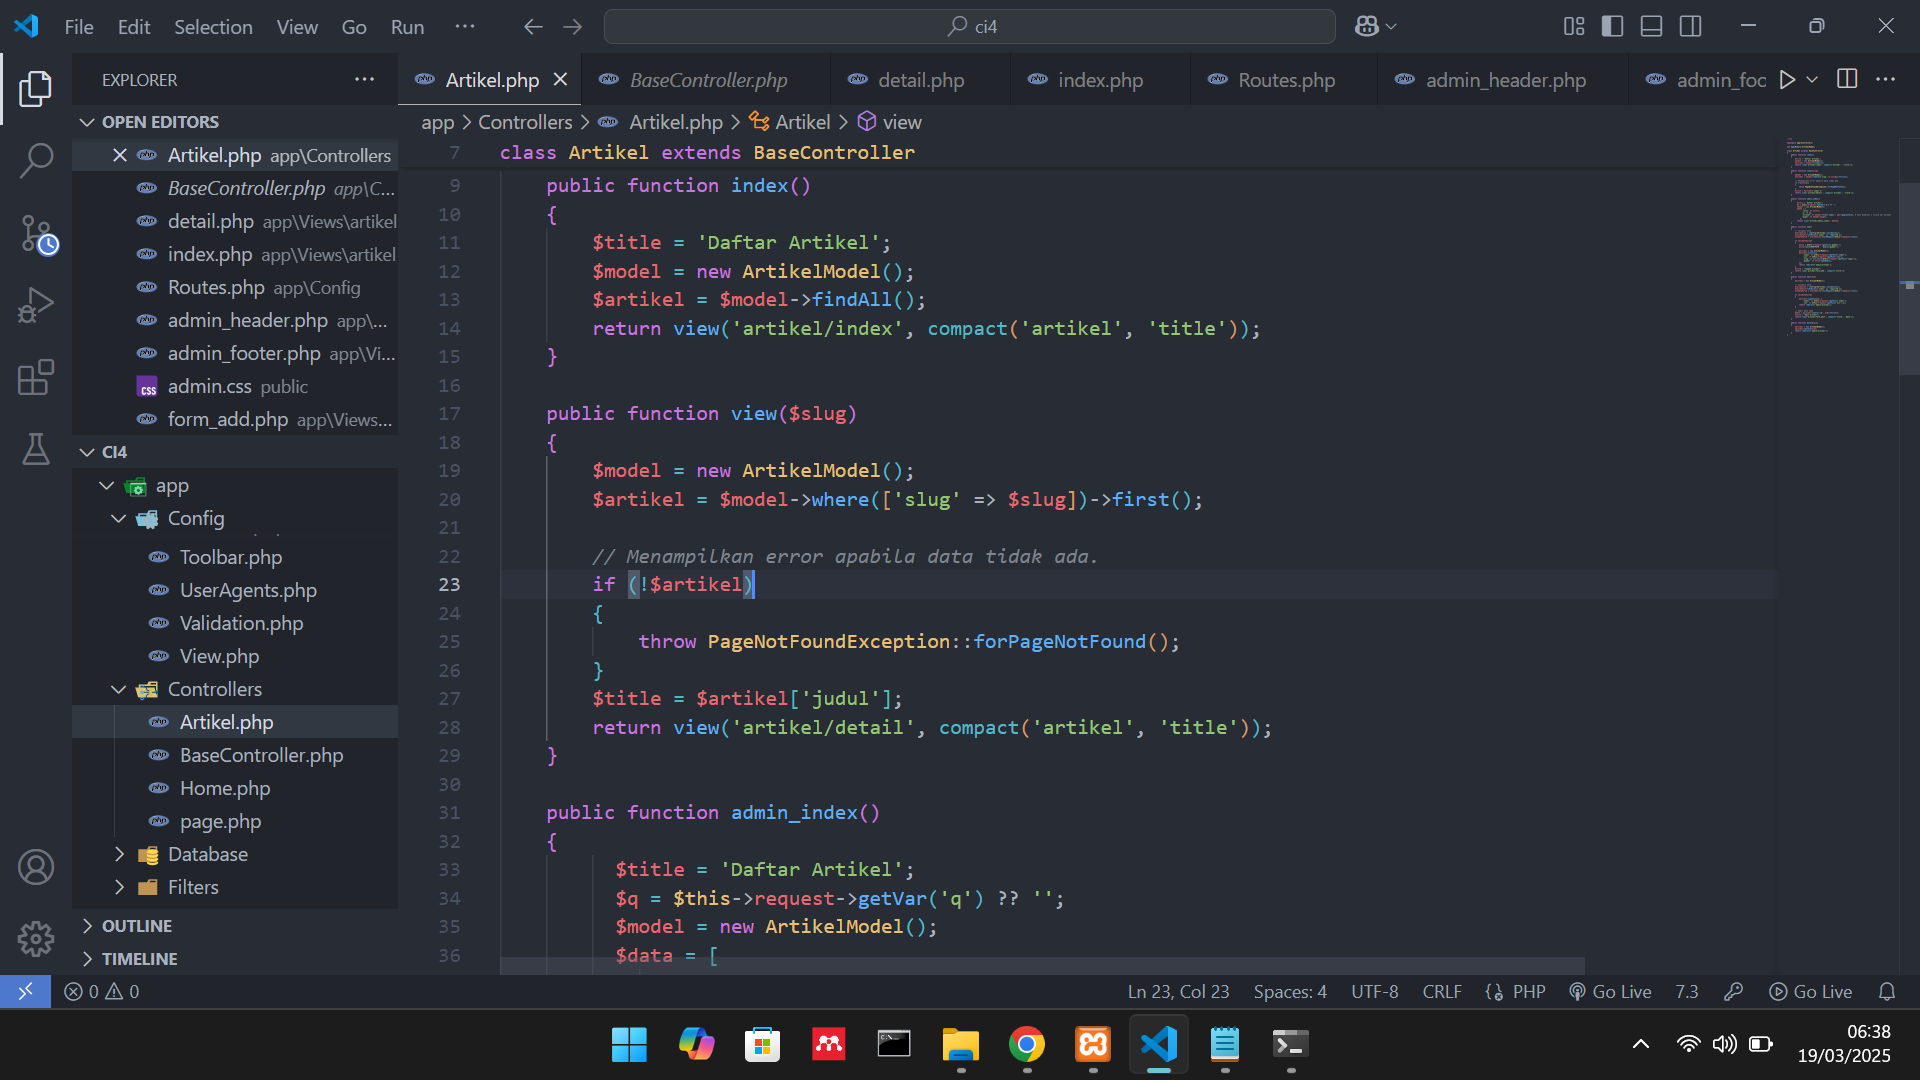 File Edit Selection View Go Run ... ci4
EXPLORER ...
OPEN EDITORS
Artikel.php app\Controllers
BaseController.php app\C...
detail.php app\Views\artikel
index.php app\Views\artikel
Routes.php app\Config
admin_header.php app\...
admin_footer.php app\Vi...
admin.css public
form_add.php app\Views...
CI4
app
Config
Toolbar.php
UserAgents.php
Validation.php
View.php
Controllers
Artikel.php
BaseController.php
Home.php
page.php
Database
Filters
OUTLINE
TIMELINE
Artikel.php BaseController.php detail.php index.php Routes.php admin_header.php admin_foo
app > Controllers > Artikel.php > Artikel > view
7 class Artikel extends BaseController
9 public function index()
10 {
11 $title = 'Daftar Artikel';
12 $model = new ArtikelModel();
13 $artikel = $model->findAll();
14 return view('artikel/index', compact('artikel', 'title'));
15 }
16
17 public function view($slug)
18 {
19 $model = new ArtikelModel();
20 $artikel = $model->where(['slug' => $slug])->first();
21
22 // Menampilkan error apabila data tidak ada.
23 if (!$artikel)
24 {
25 throw PageNotFoundException::forPageNotFound();
26 }
27 $title = $artikel['judul'];
28 return view('artikel/detail', compact('artikel', 'title'));
29 }
30
31 public function admin_index()
32 {
33 $title = 'Daftar Artikel';
34 $q = $this->request->getVar('q') ?? '';
35 $model = new ArtikelModel();
36 $data = [
0 0 Ln 23, Col 23 Spaces: 4 UTF-8 CRLF PHP Go Live 7.3 Go Live
06:38
19/03/2025